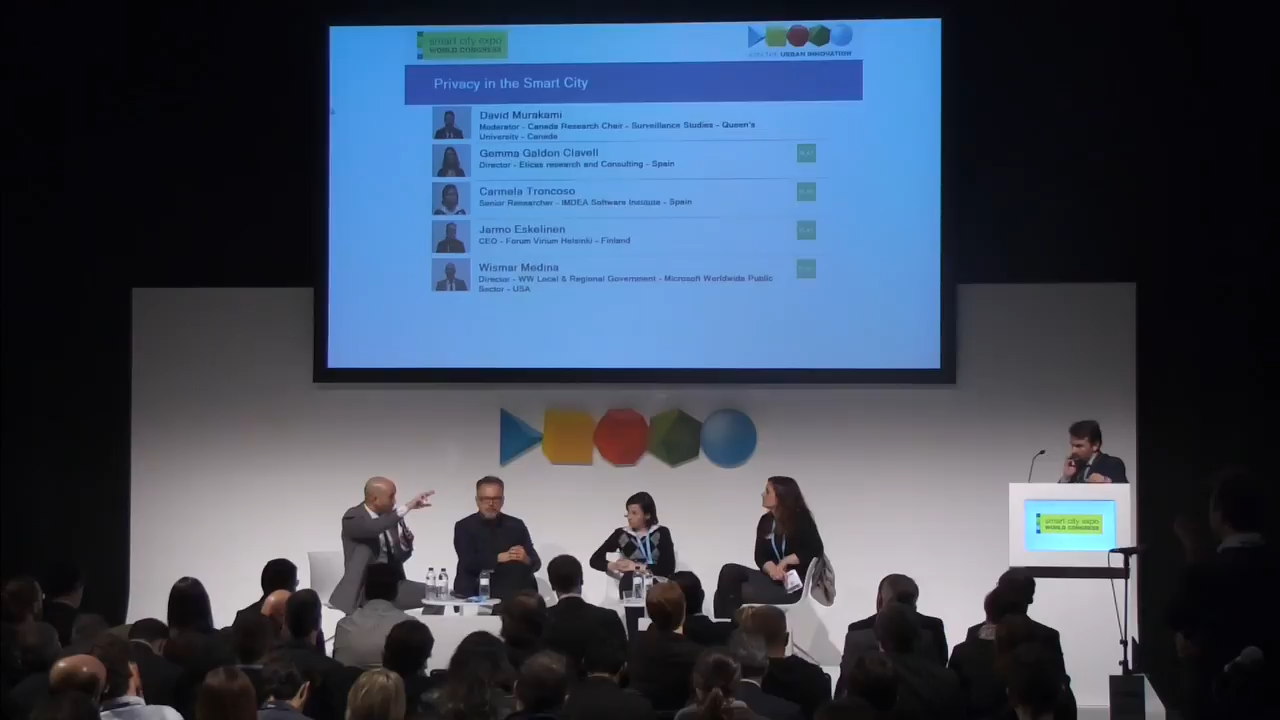 smart city expo
WORLD CONGRESS
URBAN INNOVATION
Privacy in the Smart City
David Murakami
Moderator - Canada Research Chair - Surveillance Studies - Queen's
University - Canada
Gemma Galdon Clavell
Director - Eticas research and Consulting - Spain
Carmela Troncoso
Senior Researcher - IMDEA Software Institute - Spain
Jarmo Eskelinen
CEO - Forum Virium Helsinki - Finland
Wismar Medina
Director - WW Local & Regional Government - Microsoft Worldwide Public
Sector - USA
smart city expo
WORLD CONGRESS